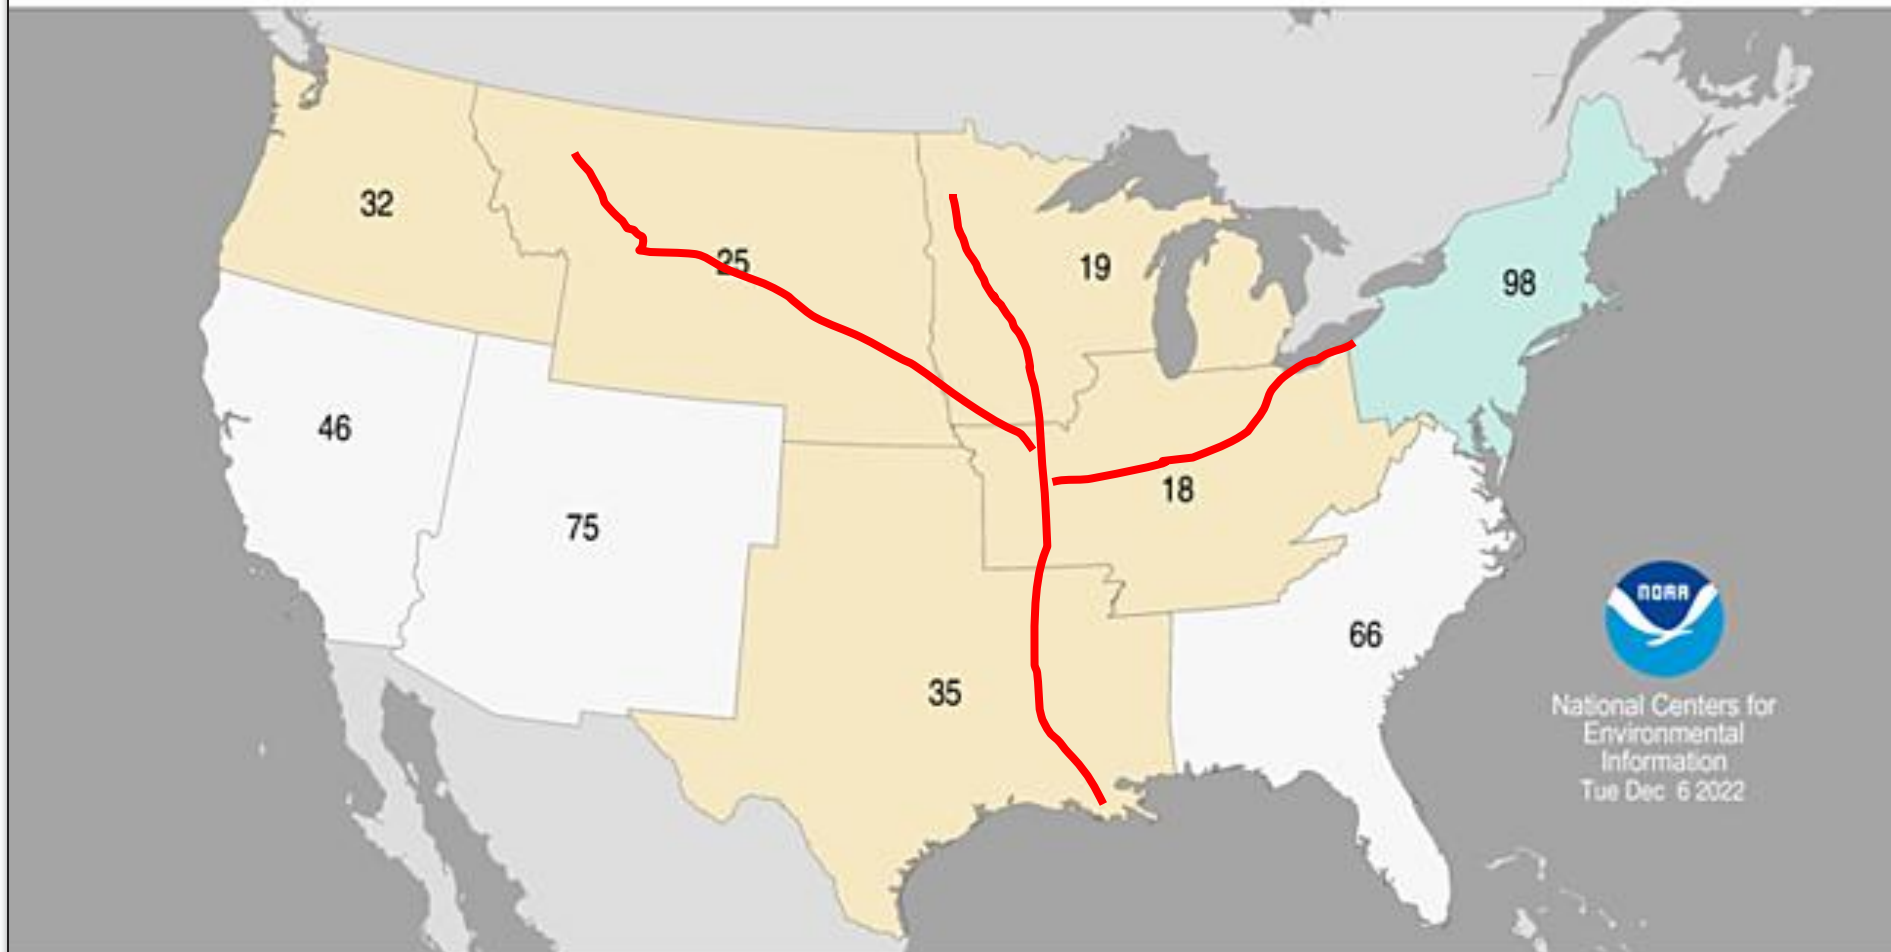 32
25
19
98
46
75
18
35
66
NOAA
National Centers for
Environmental
Information
Tue Dec 6 2022